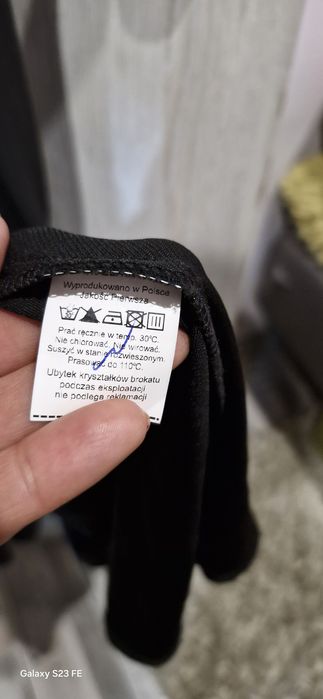 Wyprodukowano w Polsce
Jakość Pierwsza
Prać ręcznie w temp. 30°C.
Nie chlorować. Nie wirować.
Suszyć w stanie rozwieszonym.
Prasować do 110°C.
Ubytek kryształków brokatu
podczas eksploatacji
nie podlega reklamacji
Galaxy S23 FE